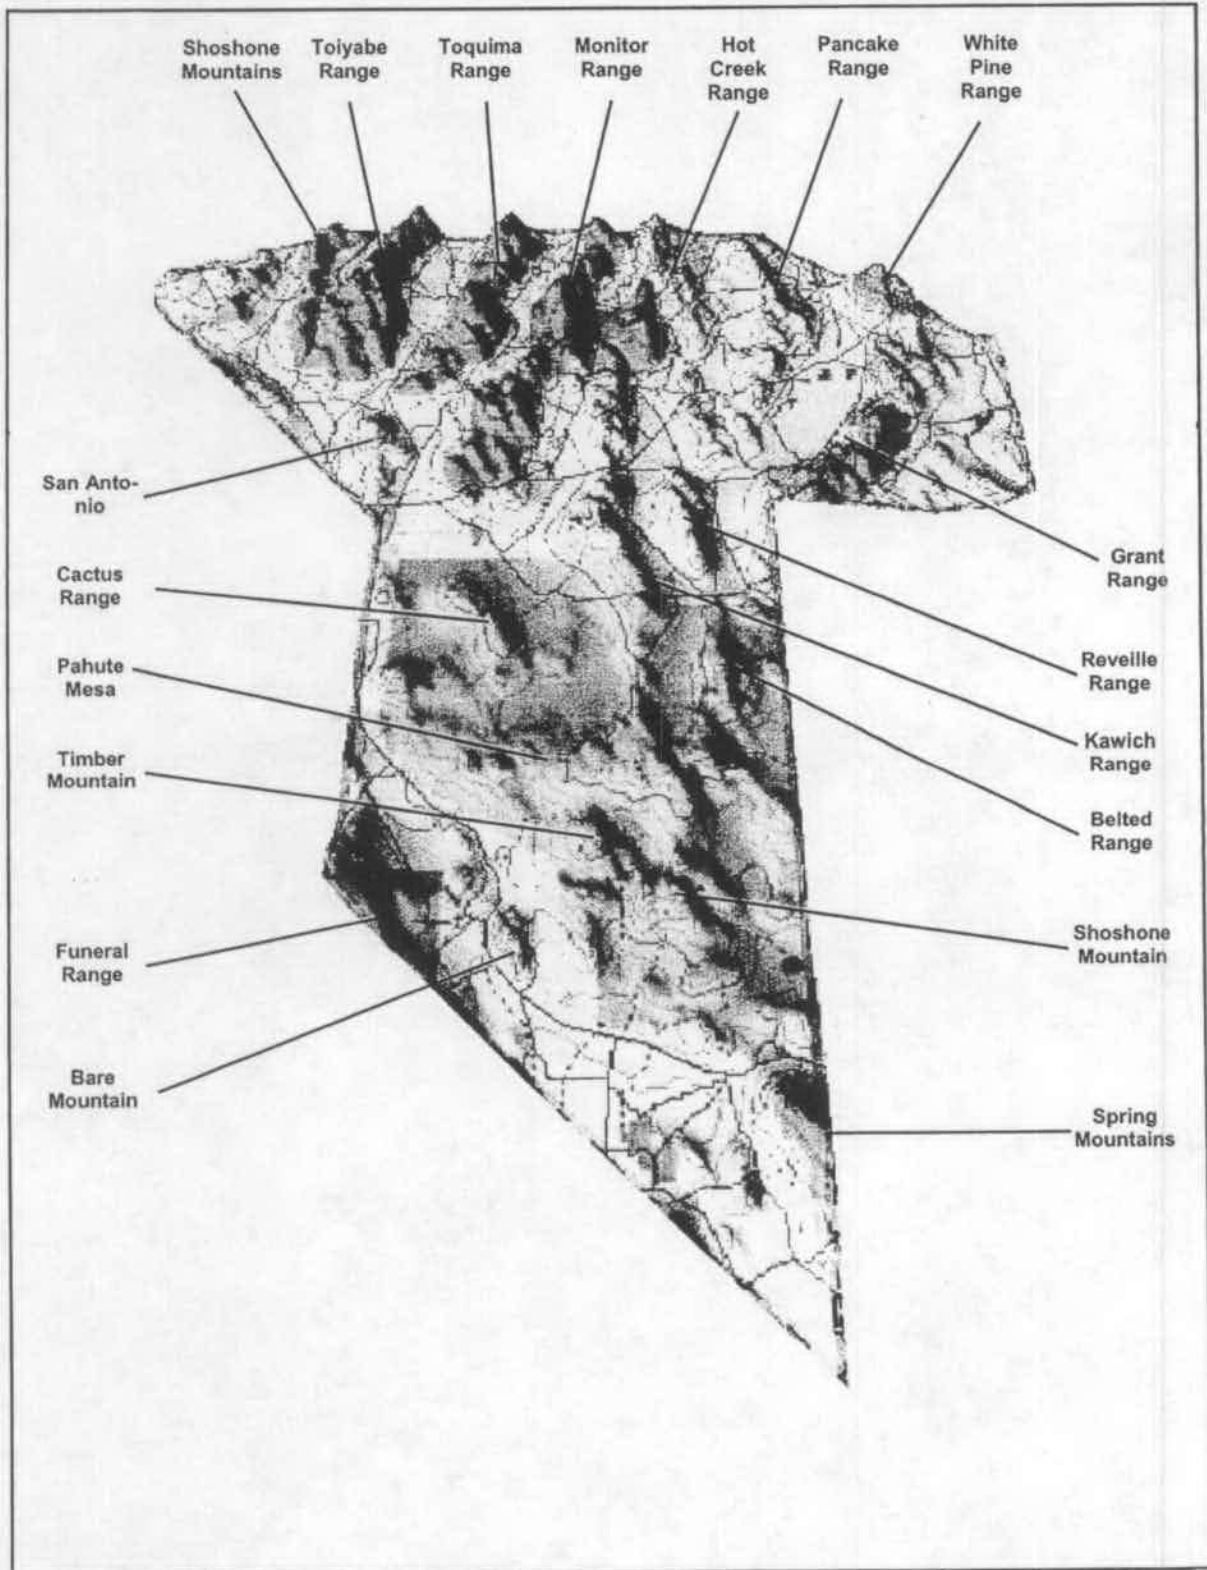 Shoshone
Mountains
Toiyabe
Range
Toquima
Range
Monitor
Range
Hot
Creek
Range
Pancake
Range
White
Pine
Range
San Anto-
nio
Cactus
Range
Pahute
Mesa
Timber
Mountain
Funeral
Range
Bare
Mountain
Grant
Range
Reveille
Range
Kawich
Range
Belted
Range
Shoshone
Mountain
Spring
Mountains